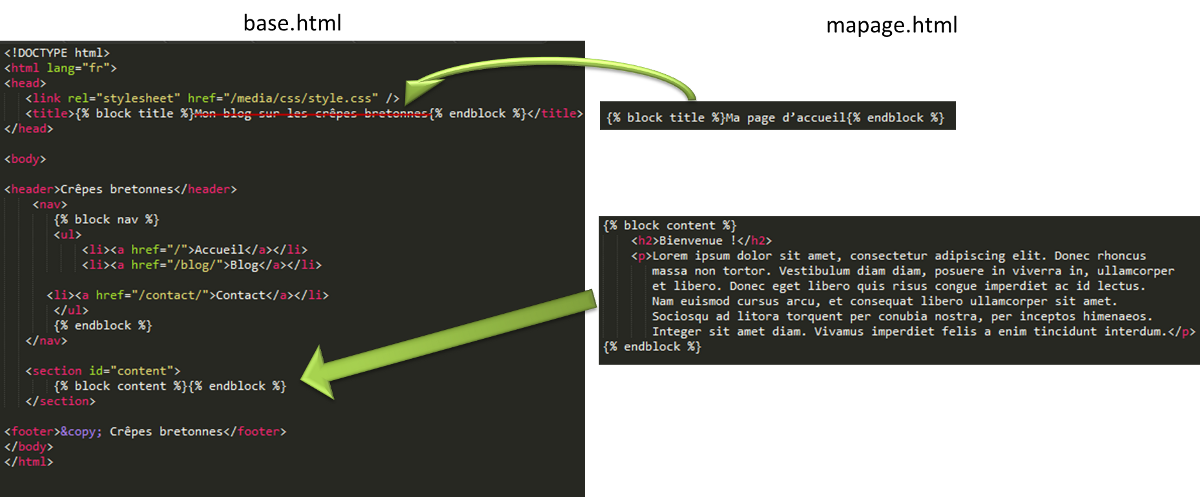 base.html
<!DOCTYPE html>
<html lang="fr">
<head>
<link rel="stylesheet" href="/media/css/style.css" />
<title>{% block title %}Mon blog sur les crêpes bretonnes{% endblock %}</title>
</head>
<body>
<header>Crêpes bretonnes</header>
<nav>
{% block nav %}
<ul>
<li><a href="/">Accueil</a></li>
<li><a href="/blog/">Blog</a></li>
<li><a href="/contact/">Contact</a></li>
</ul>
{% endblock %}
</nav>
<section id="content">
{% block content %}{% endblock %}
</section>
<footer>&copy; Crêpes bretonnes</footer>
</body>
</html>
mapage.html
{% block title %}Ma page d’accueil{% endblock %}
{% block content %}
<h2>Bienvenue !</h2>
<p>Lorem ipsum dolor sit amet, consectetur adipiscing elit. Donec rhoncus
massa non tortor. Vestibulum diam diam, posuere in viverra in, ullamcorper
et libero. Donec eget libero quis risus congue imperdiet ac id lectus.
Nam euismod cursus arcu, et consequat libero ullamcorper sit amet.
Sociosqu ad litora torquent per conubia nostra, per inceptos himenaeos.
Integer sit amet diam. Vivamus imperdiet felis a enim tincidunt interdum.</p>
{% endblock %}